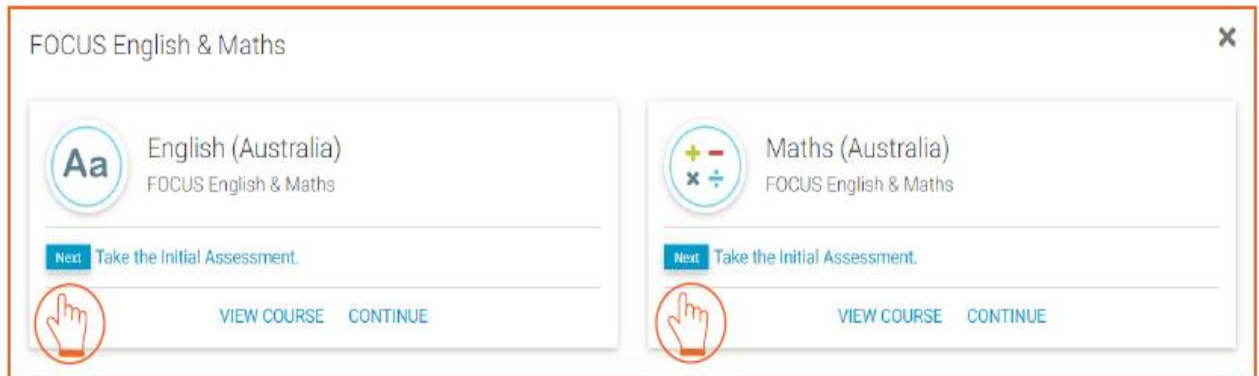 FOCUS English & Maths
Aa
English (Australia)
FOCUS English & Maths
Next Take the Initial Assessment.
VIEW COURSE CONTINUE
Maths (Australia)
FOCUS English & Maths
Next Take the Initial Assessment.
VIEW COURSE CONTINUE